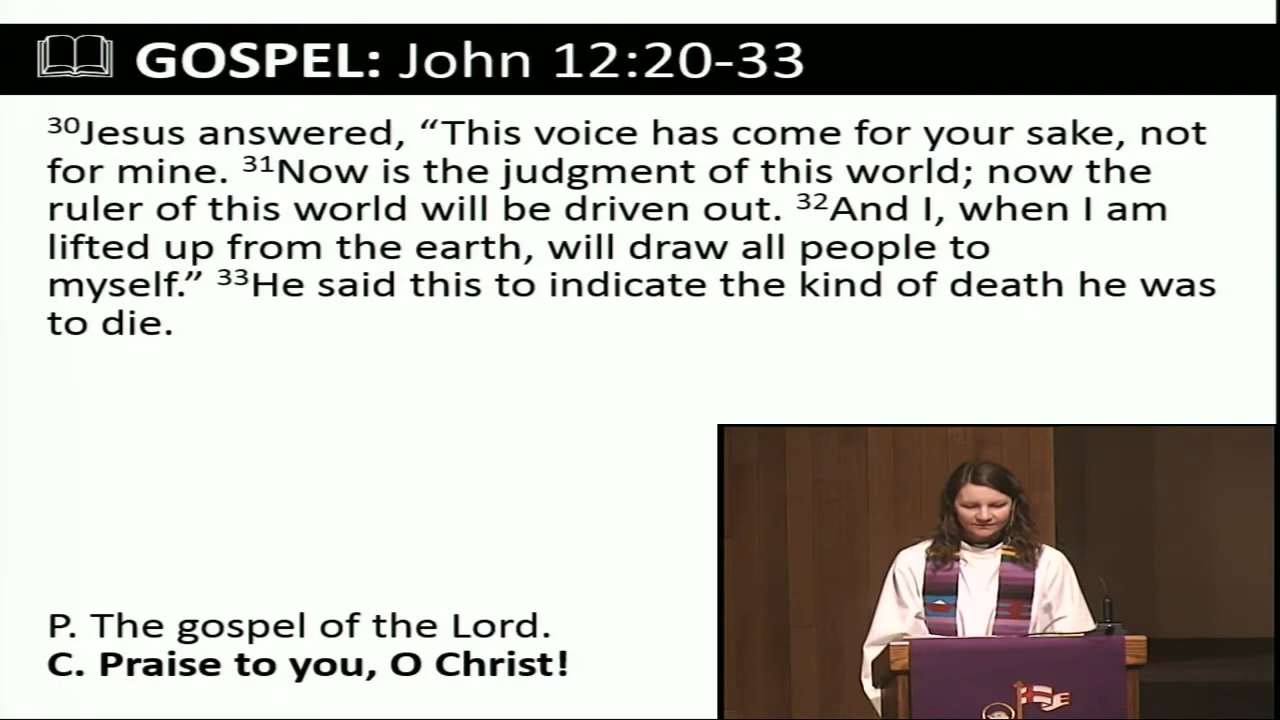 GOSPEL: John 12:20-33
³⁰Jesus answered, “This voice has come for your sake, not
for mine. ³¹Now is the judgment of this world; now the
ruler of this world will be driven out. ³²And I, when I am
lifted up from the earth, will draw all people to
myself.” ³³He said this to indicate the kind of death he was
to die.
P. The gospel of the Lord.
C. Praise to you, O Christ!